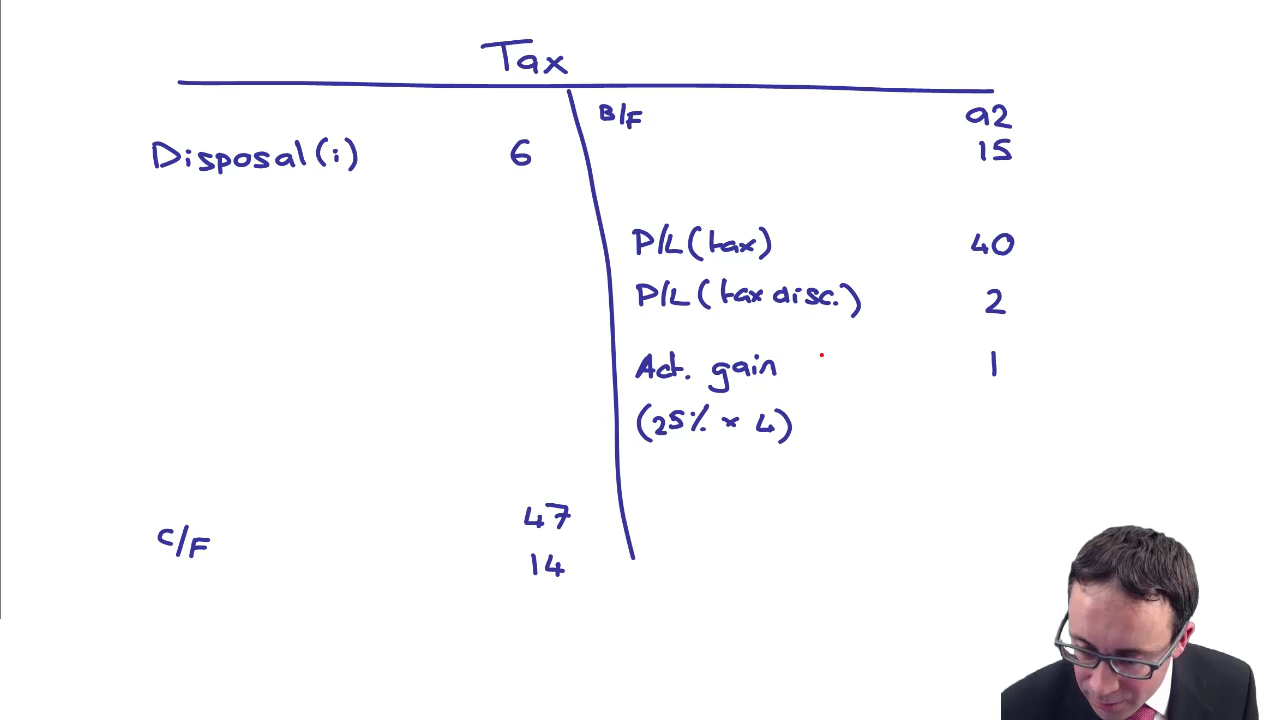 Tax
B/F 92
Disposal (i) 6 15
P/L (tax) 40
P/L (tax disc.) 2
Act. gain 1
(25% × 4)
47
C/F
14